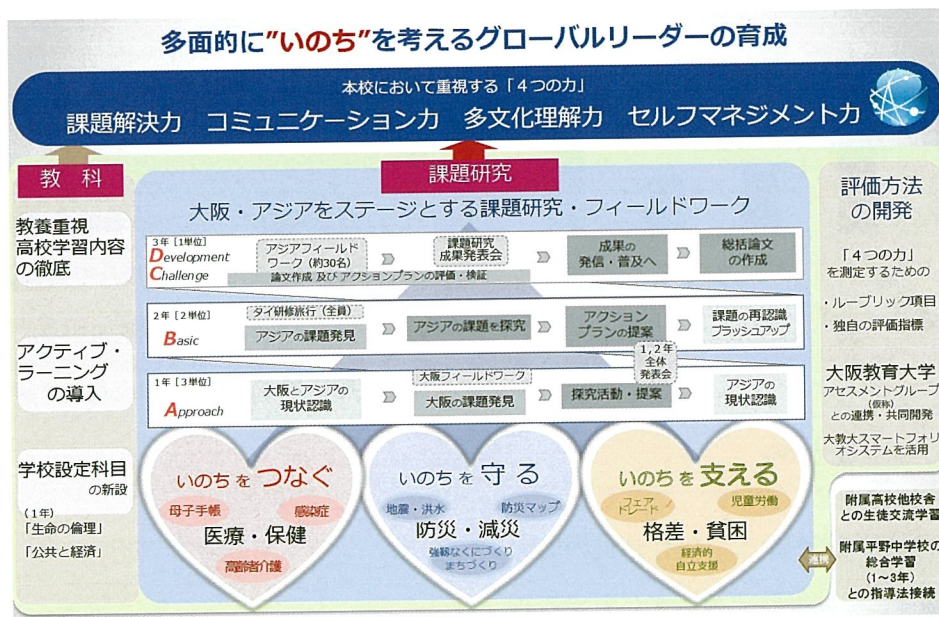 多面的に"いのち"を考えるグローバルリーダーの育成
本校において重視する「４つの力」
課題解決力 コミュニケーション力 多文化理解力 セルフマネジメント力
教 科
教養重視
高校学習内容
の徹底
アクティブ・
ラーニング
の導入
学校設定科目
の新設
(１年)
「生命の倫理」
「公共と経済」
課題研究
大阪・アジアをステージとする課題研究・フィールドワーク
3年 [1単位]
Development
Challenge
アジアフィールド
ワーク（約30名）
課題研究
成果発表会
成果の
発信・普及へ
総括論文
の作成
論文作成 及び アクションプランの評価・検証
2年 [2単位]
Basic
タイ研修旅行（全員）
アジアの課題発見
アジアの課題を探究
アクション
プランの提案
課題の再認識
ブラッシュアップ
1，2年
全体
発表会
1年 [3単位]
Approach
大阪とアジアの
現状認識
大阪フィールドワーク
大阪の課題発見
探究活動・提案
アジアの
現状認識
いのちを つなぐ
母子手帳
感染症
医療・保健
高齢者介護
いのちを 守る
地震・洪水
防災マップ
防災・減災
強靱なくにづくり
まちづくり
いのちを 支える
フェア
トレード
児童労働
格差・貧困
経済的
自立支援
評価方法
の開発
「４つの力」
を測定するための
・ルーブリック項目
・独自の評価指標
大阪教育大学
アセスメントグループ
(仮称)
との連携・共同開発
大教大スマートフォリ
オシステムを活用
連携
附属高校他校舎
との生徒交流学習
附属平野中学校の
総合学習
(１～３年)
との指導法接続